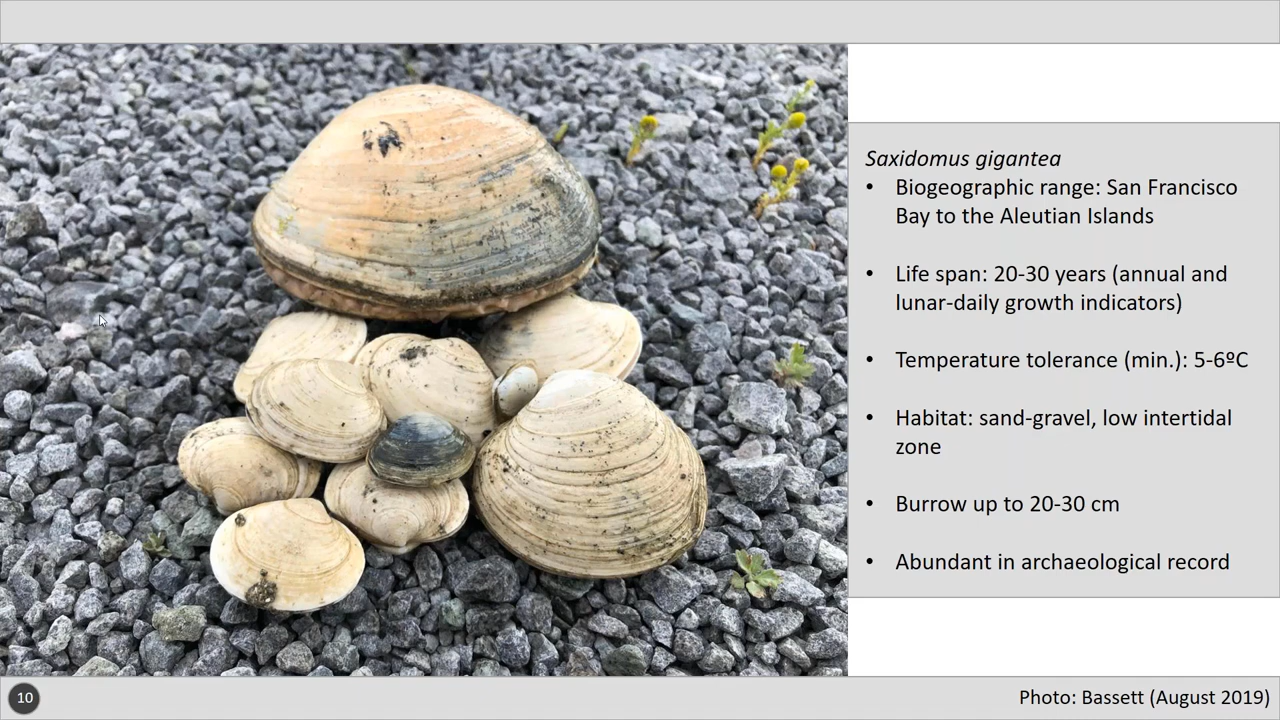 Saxidomus gigantea
• Biogeographic range: San Francisco
Bay to the Aleutian Islands
• Life span: 20-30 years (annual and
lunar-daily growth indicators)
• Temperature tolerance (min.): 5-6ºC
• Habitat: sand-gravel, low intertidal
zone
• Burrow up to 20-30 cm
• Abundant in archaeological record
10
Photo: Bassett (August 2019)